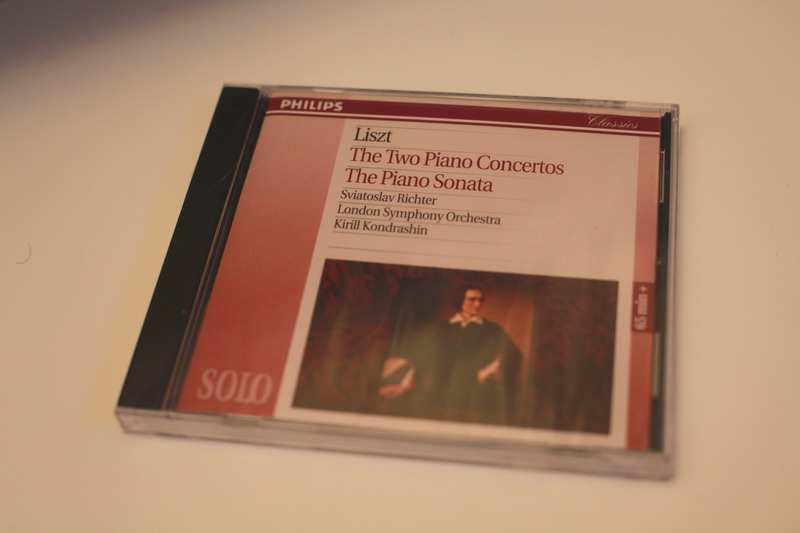 PHILIPS
Classics
Liszt
The Two Piano Concertos
The Piano Sonata
Sviatoslav Richter
London Symphony Orchestra
Kirill Kondrashin
65 min +
SOLO